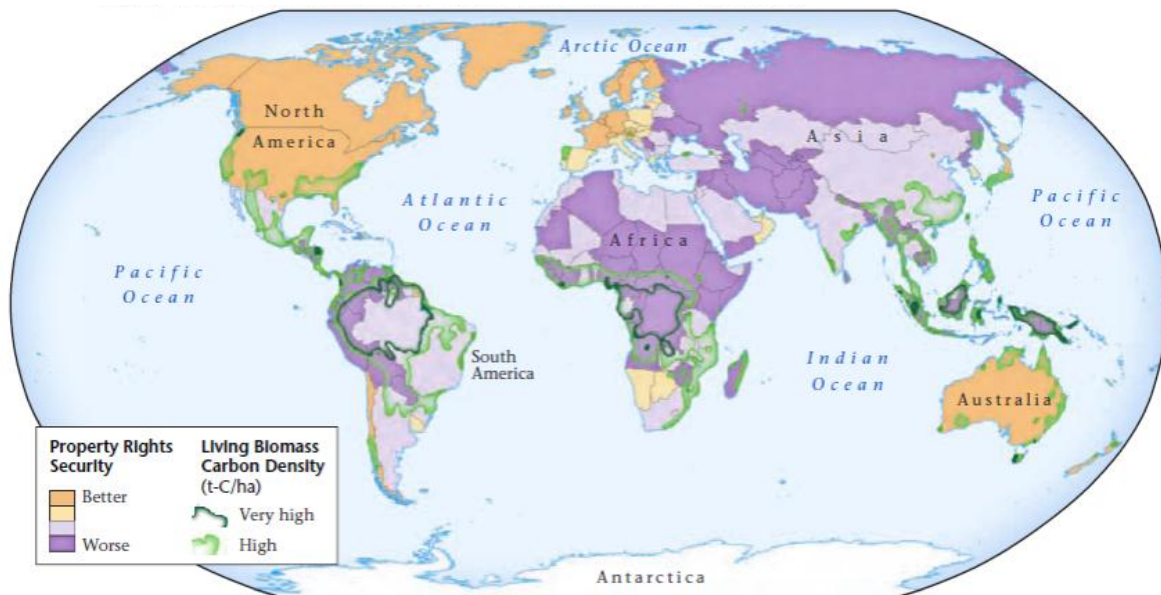 Arctic Ocean
North
America
Asia
Atlantic
Ocean
Pacific
Ocean
Africa
Pacific
Ocean
South
America
Indian
Ocean
Australia
Property Rights
Security
Better
Worse
Living Biomass
Carbon Density
(t-C/ha)
Very high
High
Antarctica